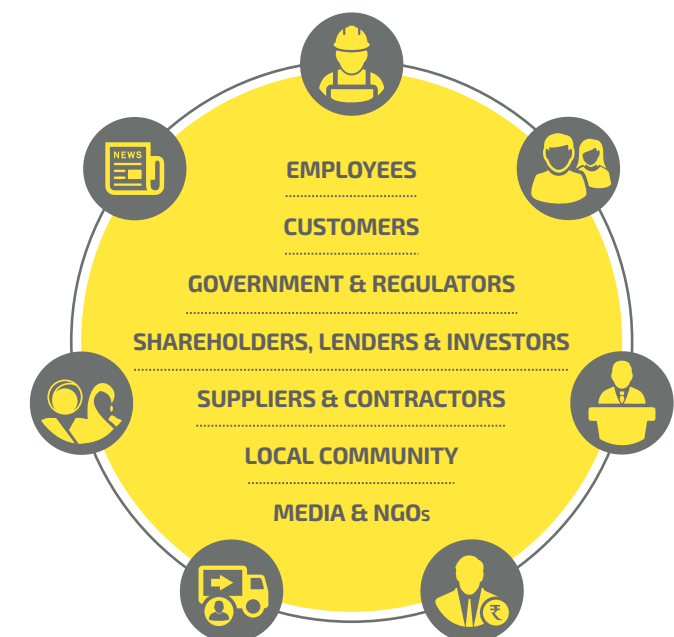 NEWS
EMPLOYEES
CUSTOMERS
GOVERNMENT & REGULATORS
SHAREHOLDERS, LENDERS & INVESTORS
SUPPLIERS & CONTRACTORS
LOCAL COMMUNITY
MEDIA & NGOs
₹